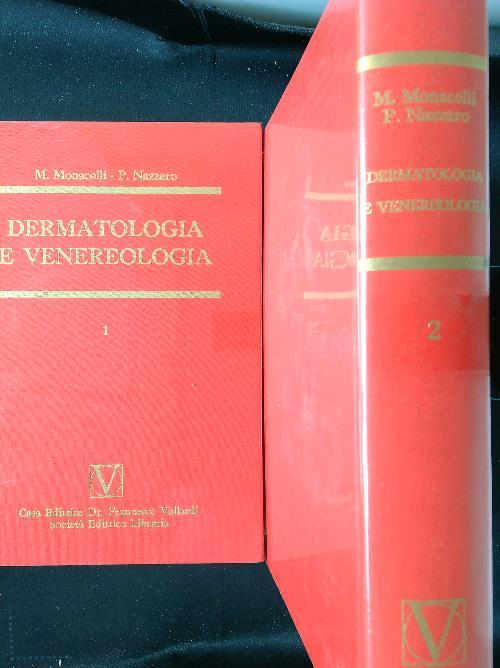 M. Monacelli - P. Nazzaro
DERMATOLOGIA
E VENEREOLOGIA
1
V
Casa Editrice Dr. Francesco Vallardi
Società Editrice Libraria
M. Monacelli
P. Nazzaro
DERMATOLOGIA
E VENEREOLOGIA
2
V